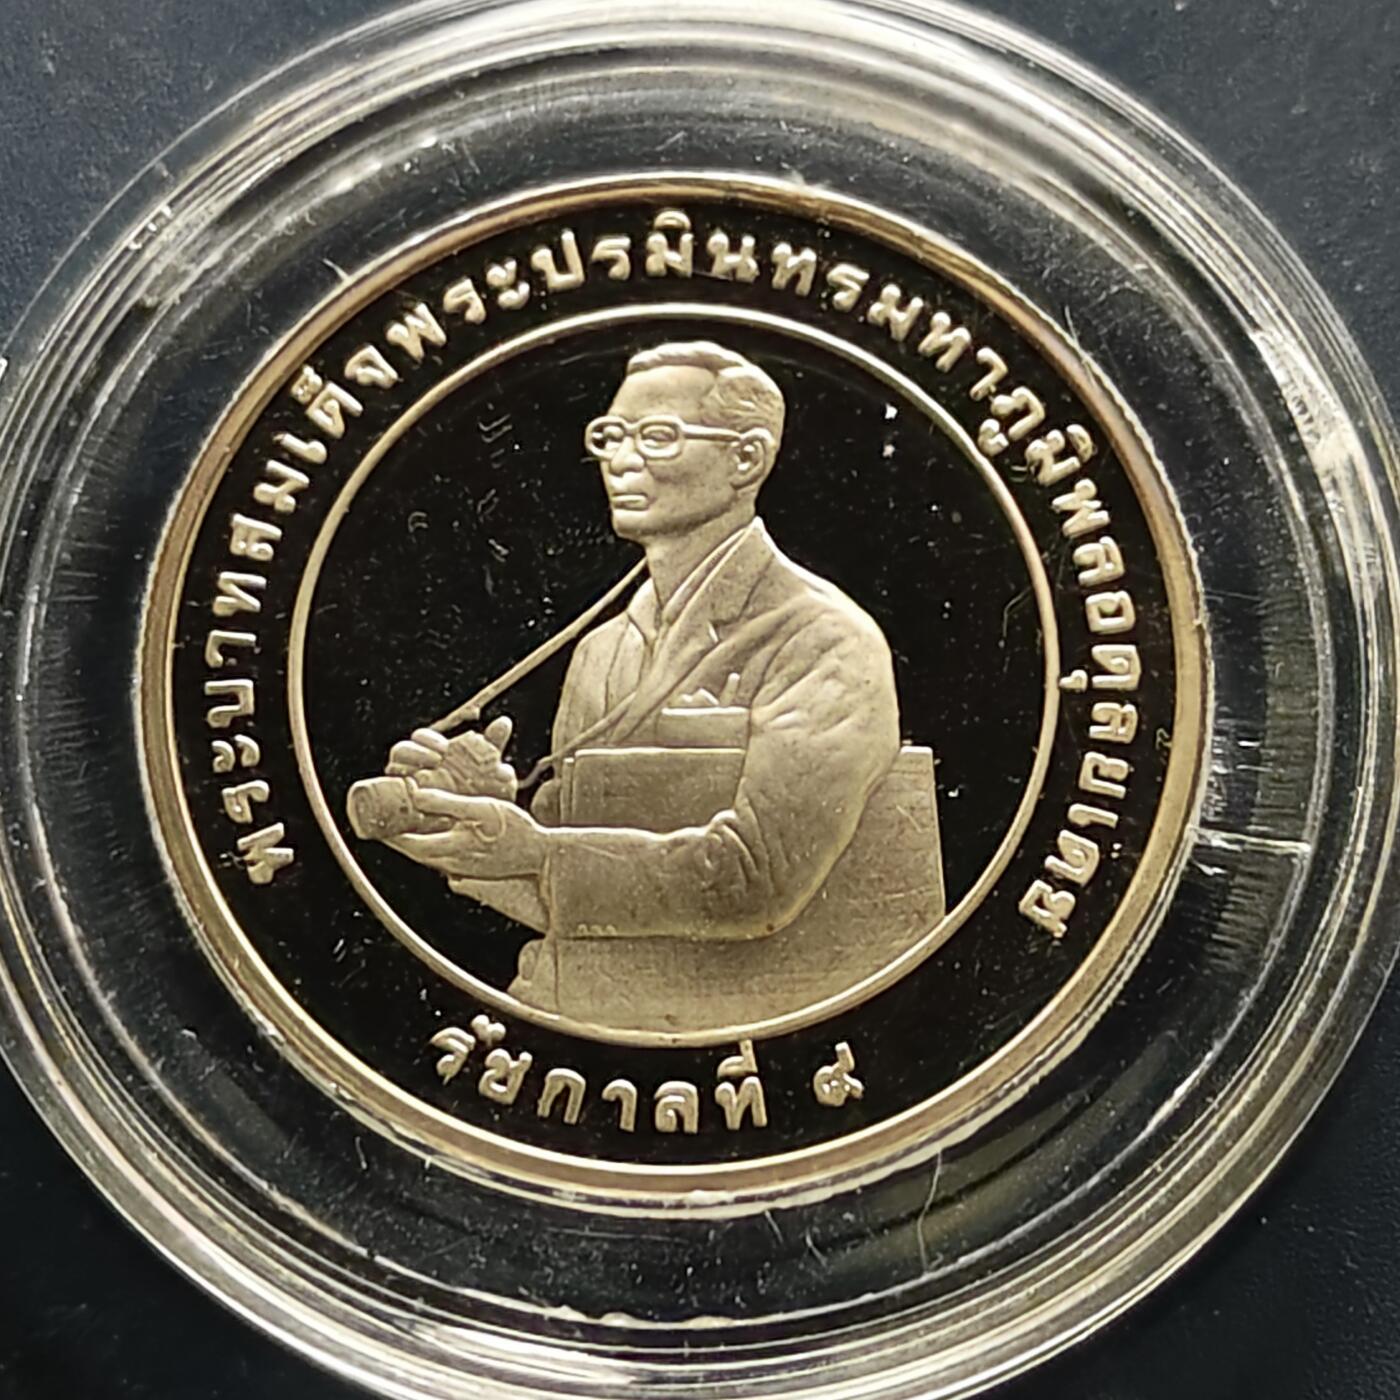 พระบาทสมเด็จพระปรมินทรมหาภูมิพลอดุลยเดช
รัชกาลที่ ๙